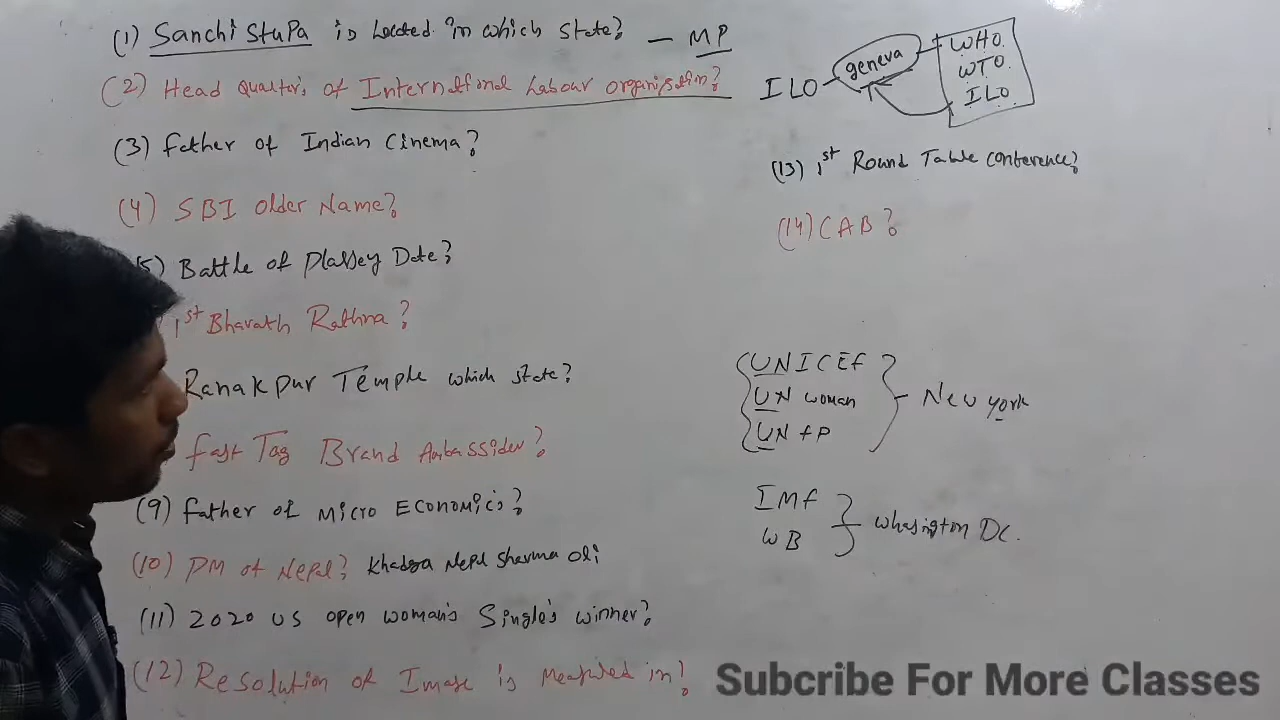 (1) Sanchi Stupa is Located in which state? - MP
(2) Head Quater's of International Labour organisation?
(3) Father of Indian Cinema?
(4) SBI Older Name?
5) Battle of Plassey Date?
1st Bharath Rathna?
Ranakpur Temple which state?
Fast Tag Brand Ambassider?
(9) Father of Micro Economics?
(10) PM of Nepal? Khadga Nepal Sharma Oli
(11) 2020 US open woman's Single's winner?
(12) Resolution of Image is Measured in?
ILO - geneva
WHO.
WTO.
ILO.
(13) 1st Round Table conference?
(14) CAB?
UNICEF
UN woman
UN FP
New york
IMF
WB
Whasington DC.
Subcribe For More Classes